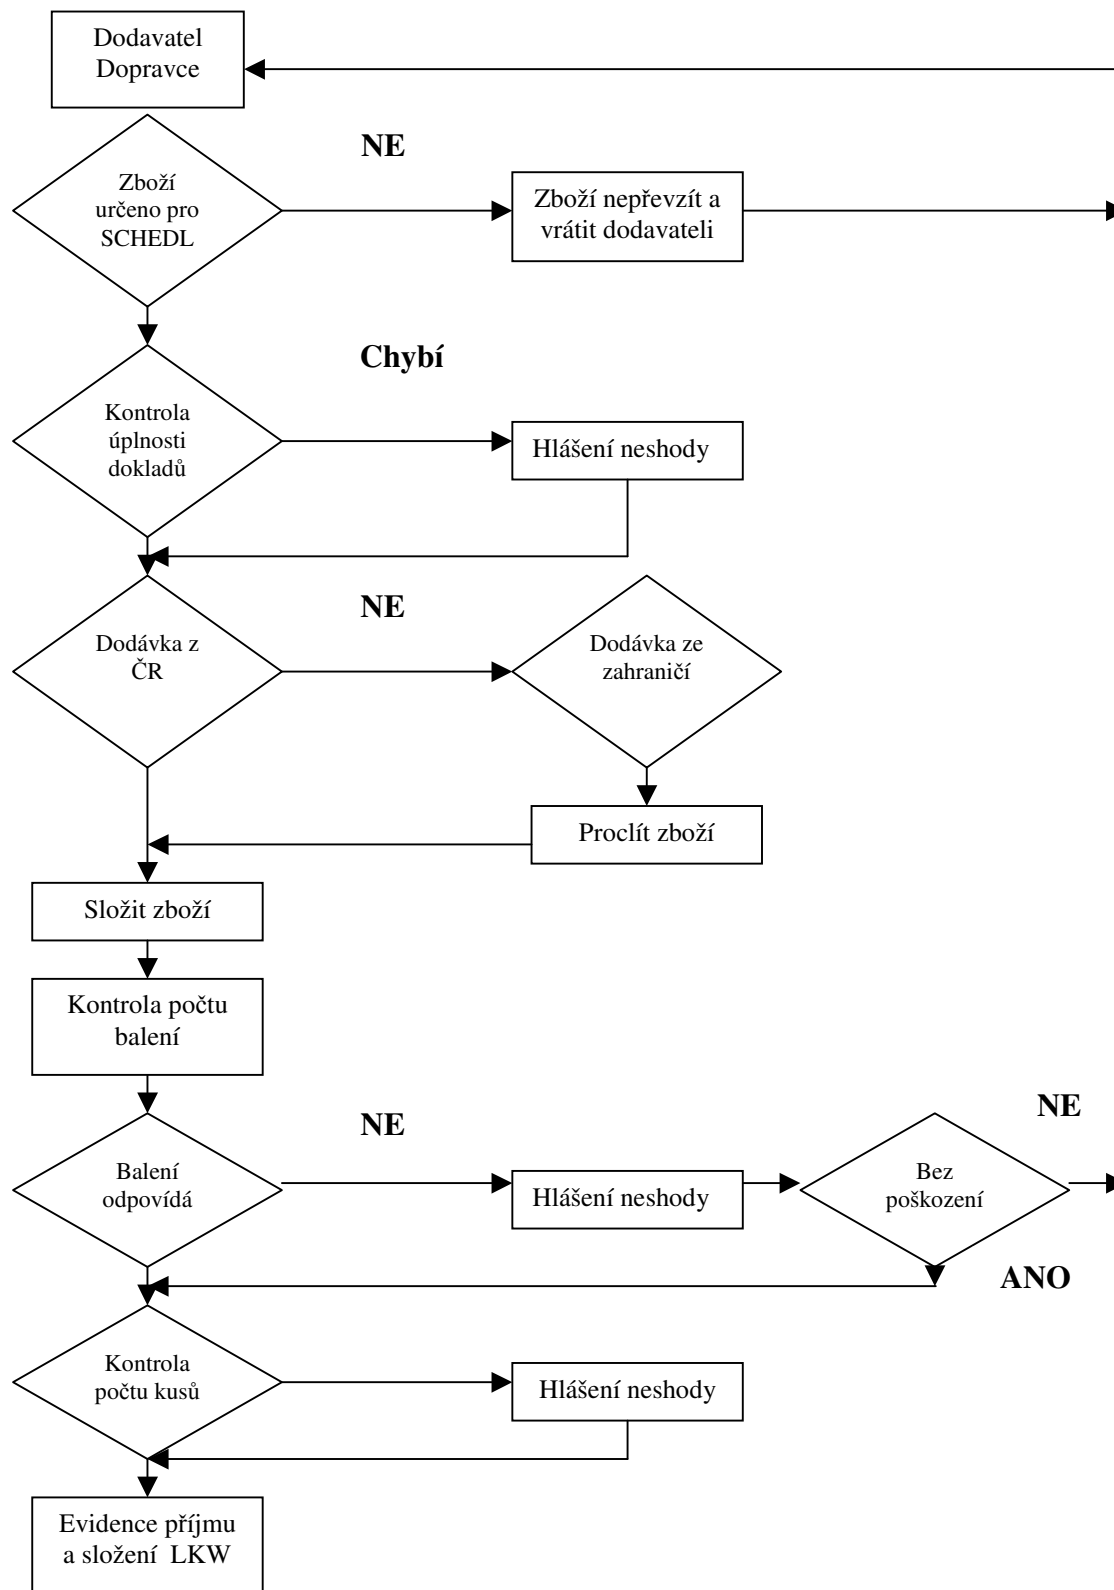 Dodavatel
Dopravce
NE
Zboží
určeno pro
SCHEDL
Zboží nepřevzít a
vrátit dodavateli
Chybí
Kontrola
úplnosti
dokladů
Hlášení neshody
NE
Dodávka z
ČR
Dodávka ze
zahraničí
Proclít zboží
Složit zboží
Kontrola počtu
balení
NE
NE
Balení
odpovídá
Hlášení neshody
Bez
poškození
ANO
Kontrola
počtu kusů
Hlášení neshody
Evidence příjmu
a složení  LKW